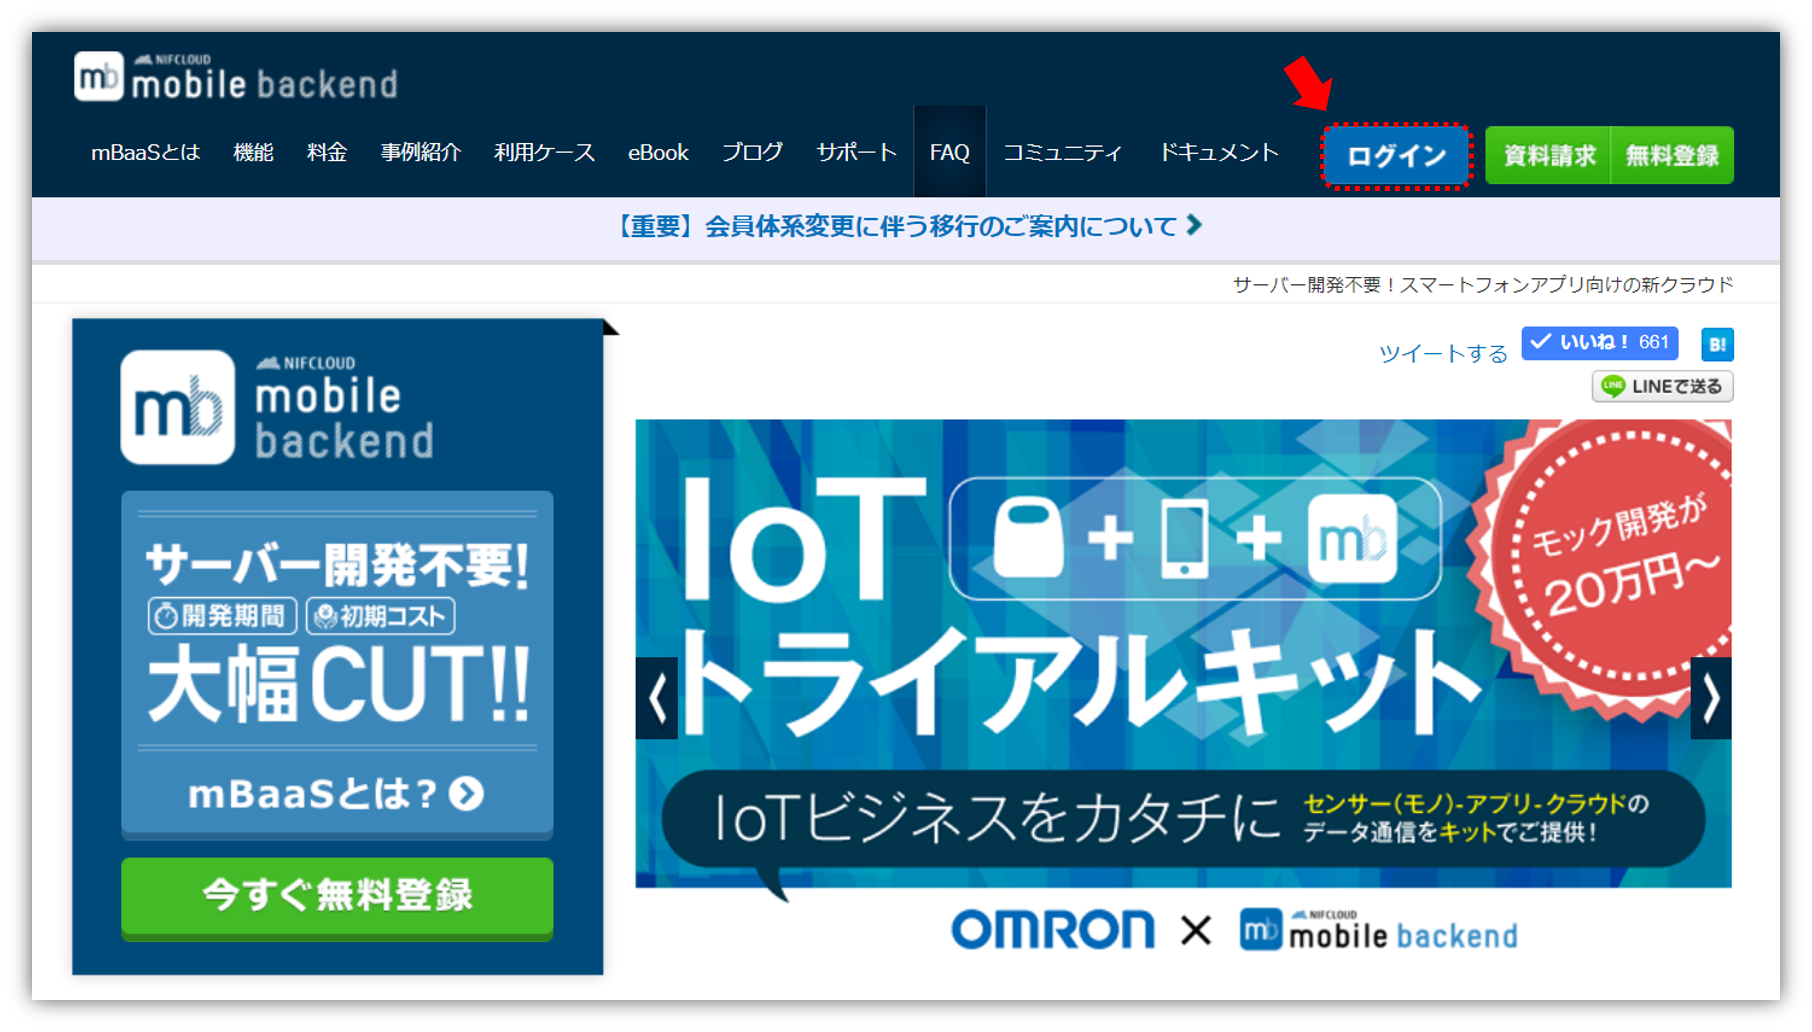 mb NIFCLOUD
mobile backend
mBaaSとは 機能 料金 事例紹介 利用ケース eBook ブログ サポート FAQ コミュニティ ドキュメント ログイン 資料請求 無料登録
【重要】会員体系変更に伴う移行のご案内について
サーバー開発不要！スマートフォンアプリ向けの新クラウド
ツイートする いいね！ 661 B!
LINE LINEで送る
mb NIFCLOUD
mobile
backend
サーバー開発不要!
開発期間 初期コスト
大幅CUT!!
mBaaSとは？
今すぐ無料登録
IoT + + mb
トライアルキット
モック開発が
20万円～
IoTビジネスをカタチに
センサー(モノ)-アプリ-クラウドの
データ通信をキットでご提供!
OMRON × mb NIFCLOUD
mobile backend